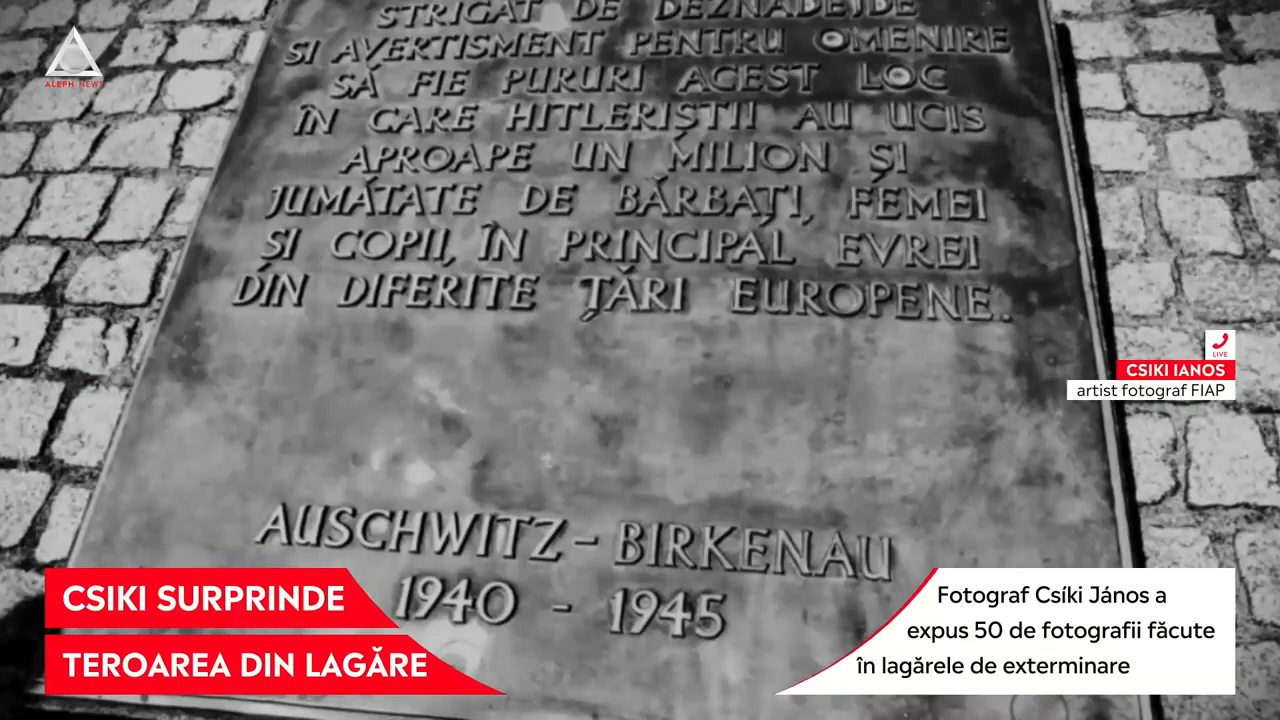 STRIGAT DE DEZNĂDEJDE
SI AVERTISMENT PENTRU OMENIRE
SĂ FIE PURURI ACEST LOC
ÎN CARE HITLERIȘTII AU UCIS
APROAPE UN MILION ȘI
JUMĂTATE DE BĂRBAȚI, FEMEI
SI COPII, ÎN PRINCIPAL EVREI
DIN DIFERITE ȚĂRI EUROPENE.
AUSCHWITZ - BIRKENAU
1940 - 1945
ALEPH NEWS
LIVE
CSIKI IANOS
artist fotograf FIAP
CSIKI SURPRINDE
TEROAREA DIN LAGĂRE
Fotograf Csíki János a
expus 50 de fotografii făcute
în lagărele de exterminare